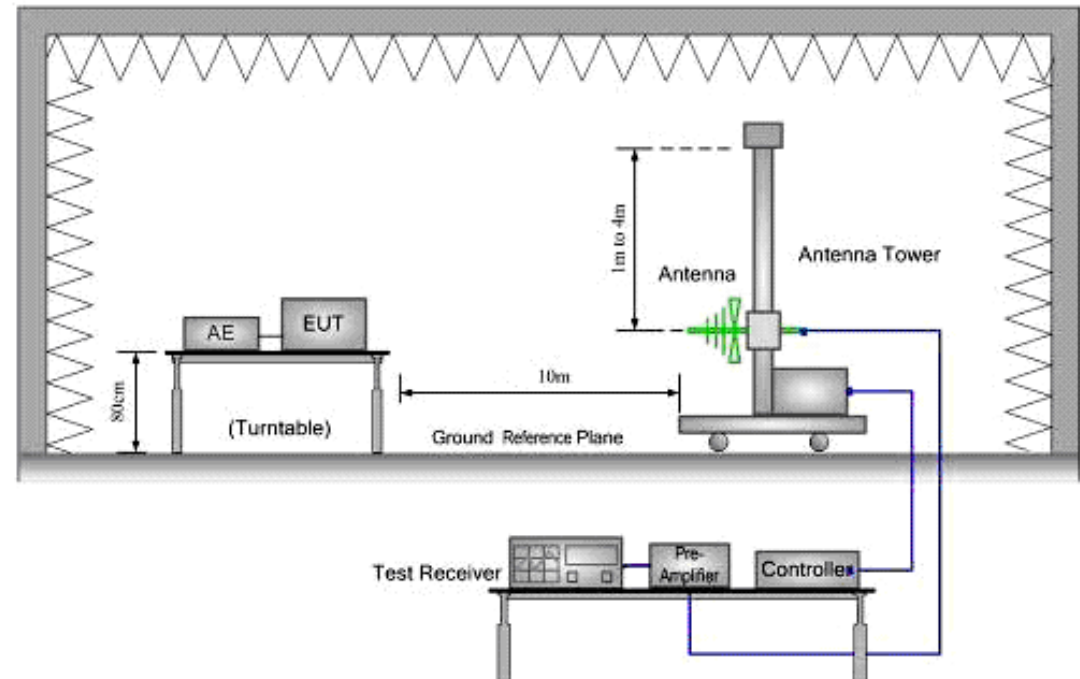 1m to 4m
Antenna Tower
Antenna
AE
EUT
80cm
10m
(Turntable)
Ground Reference Plane
Test Receiver
Pre-
Amplifier
Controller